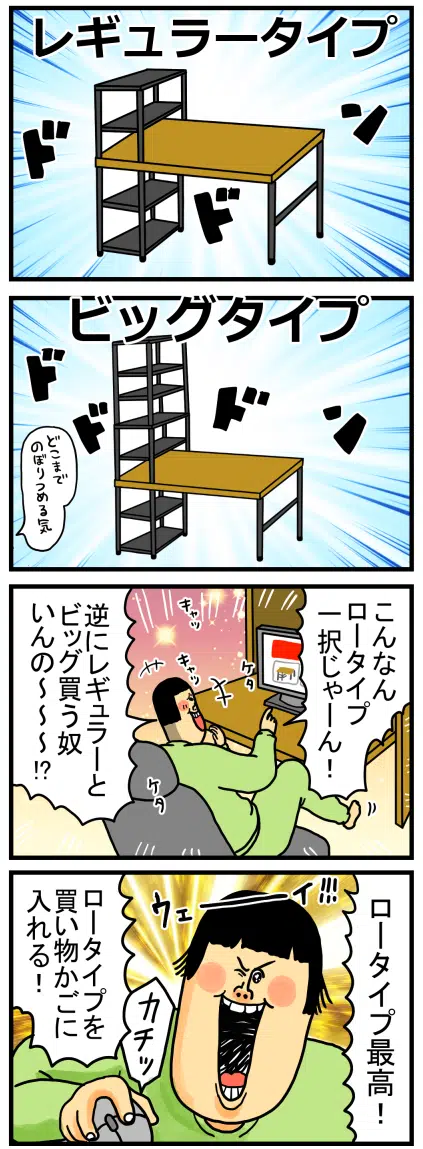 レギュラータイプ
ドドン
ビッグタイプ
ドドドン
どこまで
のぼりつめる気
こんなん
ロータイプ
一択じゃーん！
キャッ
キャッ
ケタ
ケタ
逆にレギュラーと
ビッグ買う奴
いんの～～～⁉
ロータイプ最高！
ウェーーイ!!!
カチッ
ロータイプを
買い物かごに
入れる！